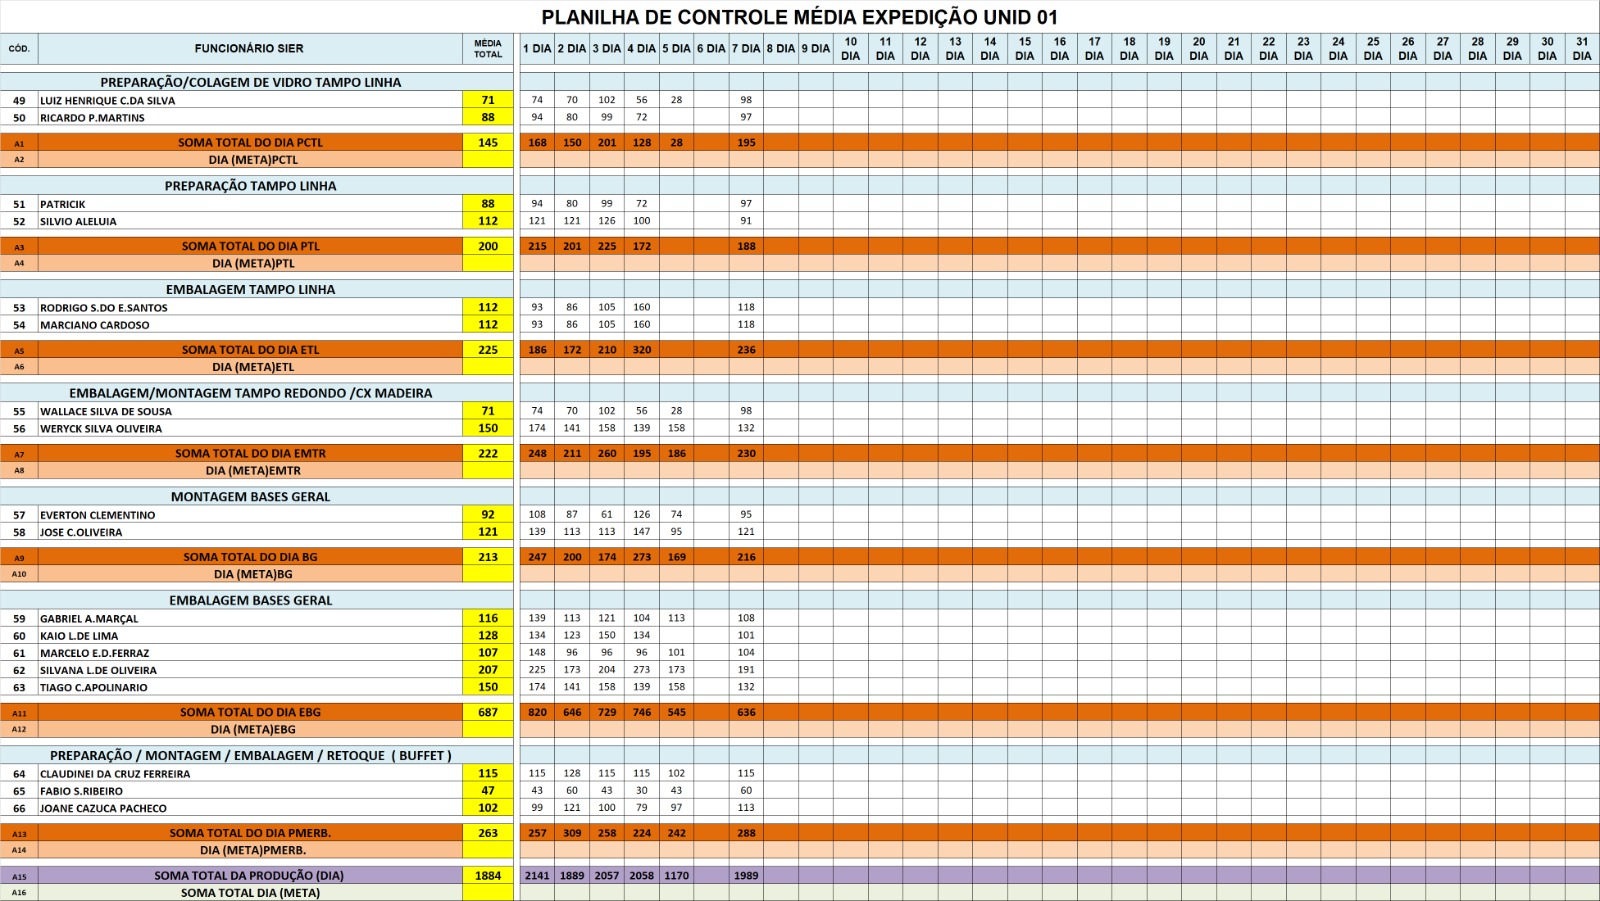 PLANILHA DE CONTROLE MÉDIA EXPEDIÇÃO UNID 01
CÓD. FUNCIONÁRIO SIER MÉDIA TOTAL 1 DIA 2 DIA 3 DIA 4 DIA 5 DIA 6 DIA 7 DIA 8 DIA 9 DIA 10 DIA 11 DIA 12 DIA 13 DIA 14 DIA 15 DIA 16 DIA 17 DIA 18 DIA 19 DIA 20 DIA 21 DIA 22 DIA 23 DIA 24 DIA 25 DIA 26 DIA 27 DIA 28 DIA 29 DIA 30 DIA 31 DIA
PREPARAÇÃO/COLAGEM DE VIDRO TAMPO LINHA
49 LUIZ HENRIQUE C.DA SILVA 71 74 70 102 56 28 98
50 RICARDO P.MARTINS 88 94 80 99 72 97
A1 SOMA TOTAL DO DIA PCTL 145 168 150 201 128 28 195
A2 DIA (META)PCTL
PREPARAÇÃO TAMPO LINHA
51 PATRICIK 88 94 80 99 72 97
52 SILVIO ALELUIA 112 121 121 126 100 91
A3 SOMA TOTAL DO DIA PTL 200 215 201 225 172 188
A4 DIA (META)PTL
EMBALAGEM TAMPO LINHA
53 RODRIGO S.DO E.SANTOS 112 93 86 105 160 118
54 MARCIANO CARDOSO 112 93 86 105 160 118
A5 SOMA TOTAL DO DIA ETL 225 186 172 210 320 236
A6 DIA (META)ETL
EMBALAGEM/MONTAGEM TAMPO REDONDO /CX MADEIRA
55 WALLACE SILVA DE SOUSA 71 74 70 102 56 28 98
56 WERYCK SILVA OLIVEIRA 150 174 141 158 139 158 132
A7 SOMA TOTAL DO DIA EMTR 222 248 211 260 195 186 230
A8 DIA (META)EMTR
MONTAGEM BASES GERAL
57 EVERTON CLEMENTINO 92 108 87 61 126 74 95
58 JOSE C.OLIVEIRA 121 139 113 113 147 95 121
A9 SOMA TOTAL DO DIA BG 213 247 200 174 273 169 216
A10 DIA (META)BG
EMBALAGEM BASES GERAL
59 GABRIEL A.MARÇAL 116 139 113 121 104 113 108
60 KAIO L.DE LIMA 128 134 123 150 134 101
61 MARCELO E.D.FERRAZ 107 148 96 96 96 101 104
62 SILVANA L.DE OLIVEIRA 207 225 173 204 273 173 191
63 TIAGO C.APOLINARIO 150 174 141 158 139 158 132
A11 SOMA TOTAL DO DIA EBG 687 820 646 729 746 545 636
A12 DIA (META)EBG
PREPARAÇÃO / MONTAGEM / EMBALAGEM / RETOQUE ( BUFFET )
64 CLAUDINEI DA CRUZ FERREIRA 115 115 128 115 115 102 115
65 FABIO S.RIBEIRO 47 43 60 43 30 43 60
66 JOANE CAZUCA PACHECO 102 99 121 100 79 97 113
A13 SOMA TOTAL DO DIA PMERB. 263 257 309 258 224 242 288
A14 DIA (META)PMERB.
A15 SOMA TOTAL DA PRODUÇÃO (DIA) 1884 2141 1889 2057 2058 1170 1989
A16 SOMA TOTAL DIA (META)